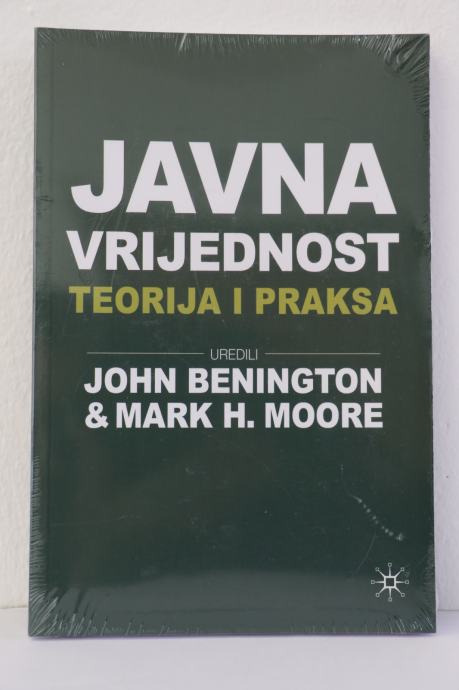 JAVNA
VRIJEDNOST
TEORIJA I PRAKSA
UREDILI
JOHN BENINGTON
& MARK H. MOORE